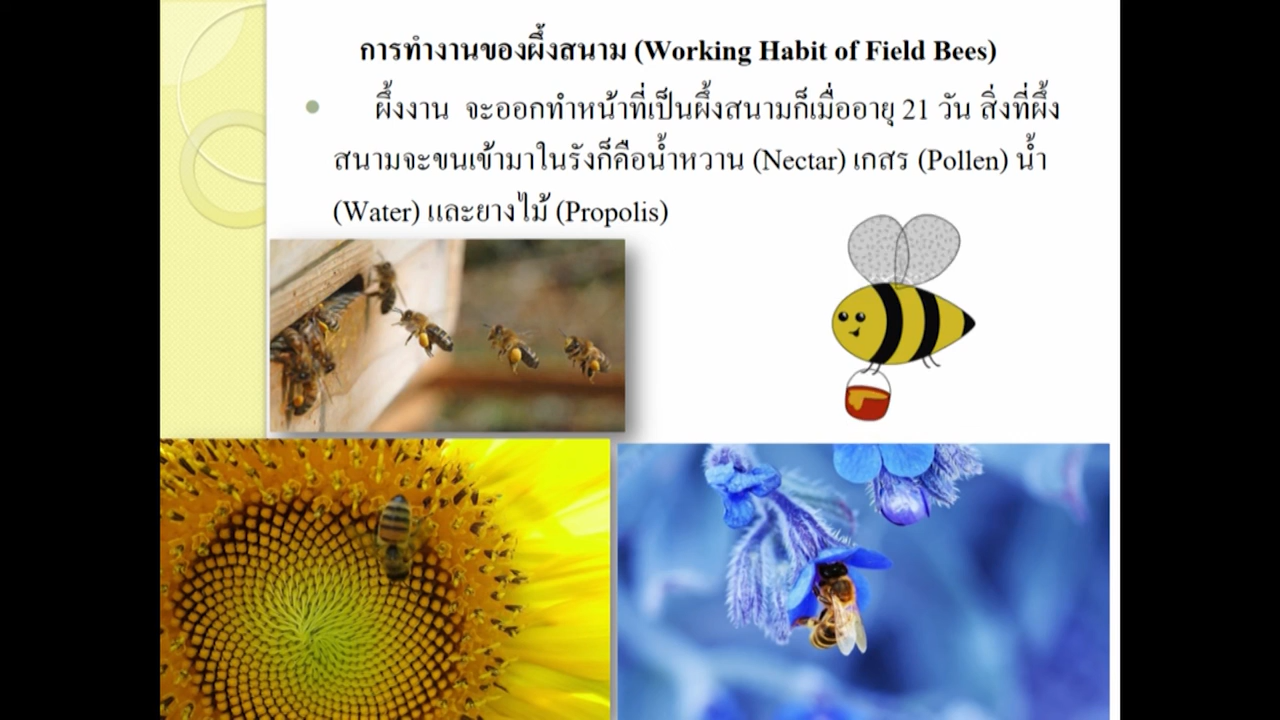 การทำงานของผึ้งสนาม (Working Habit of Field Bees)
ผึ้งงาน จะออกทำหน้าที่เป็นผึ้งสนามก็เมื่ออายุ 21 วัน สิ่งที่ผึ้ง
สนามจะขนเข้ามาในรังก็คือน้ำหวาน (Nectar) เกสร (Pollen) น้ำ
(Water) และยางไม้ (Propolis)